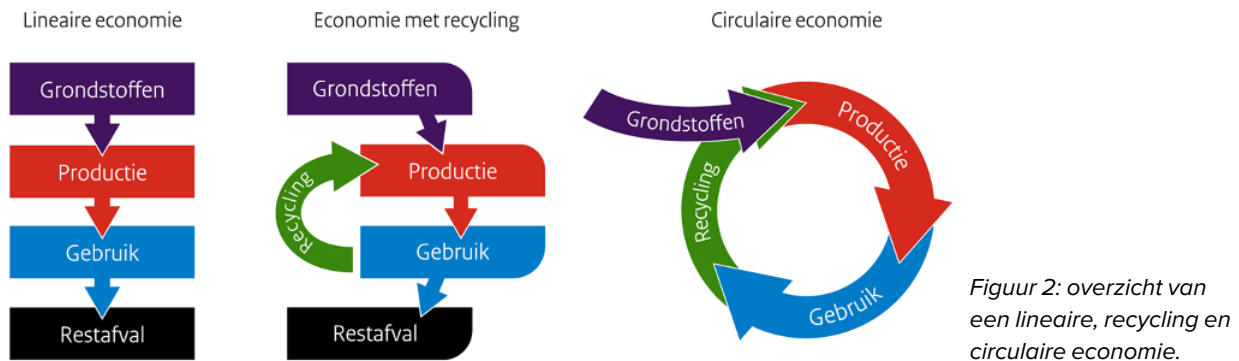 Lineaire economie
Grondstoffen
Productie
Gebruik
Restafval
Economie met recycling
Grondstoffen
Productie
Recycling
Gebruik
Restafval
Circulaire economie
Grondstoffen
Productie
Recycling
Gebruik
Figuur 2: overzicht van
een lineaire, recycling en
circulaire economie.